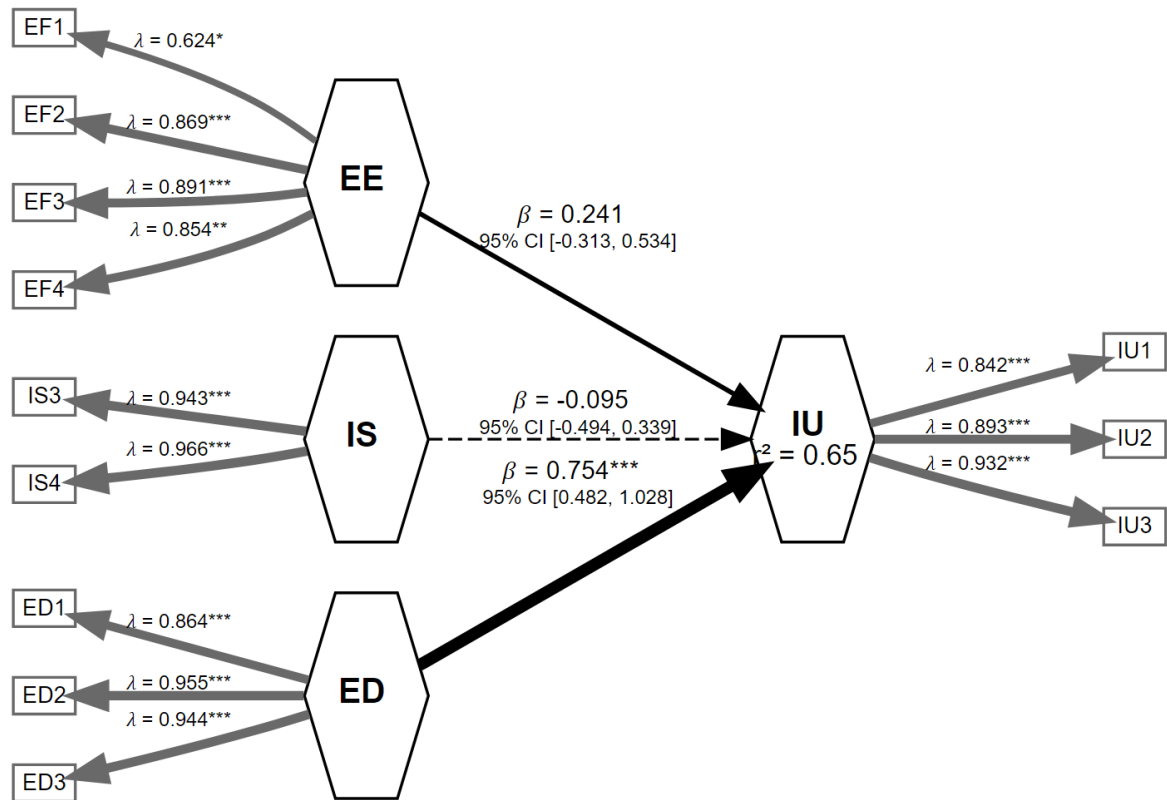 EF1
λ = 0.624*
EF2
λ = 0.869***
EF3
λ = 0.891***
λ = 0.854**
EF4
EE
β = 0.241
95% CI [-0.313, 0.534]
IS3
λ = 0.943***
IS4
λ = 0.966***
IS
β = -0.095
95% CI [-0.494, 0.339]
β = 0.754***
95% CI [0.482, 1.028]
ED1
λ = 0.864***
ED2
λ = 0.955***
λ = 0.944***
ED3
ED
IU
r² = 0.65
λ = 0.842***
IU1
λ = 0.893***
IU2
λ = 0.932***
IU3